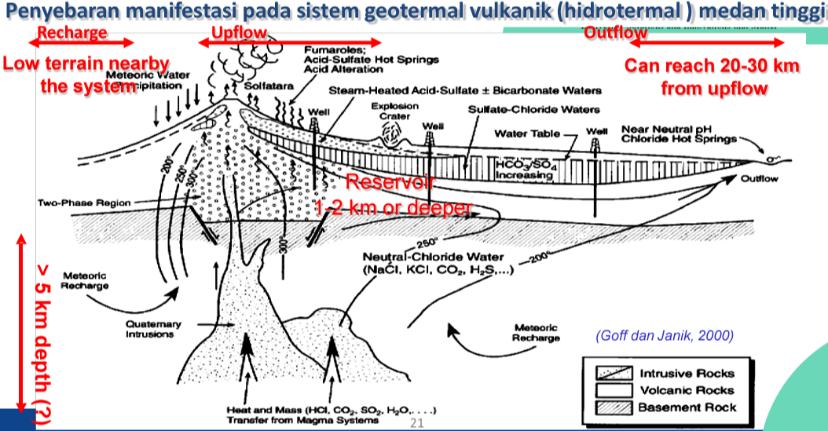 Penyebaran manifestasi pada sistem geotermal vulkanik (hidrotermal ) medan tinggi
Recharge
Upflow
Outflow
Low terrain nearby
the system
Meteoric Water
Fumaroles;
Acid-Sulfate Hot Springs
Acid Alteration
Solfatara
Can reach 20-30 km
from upflow
Steam-Heated Acid-Sulfate ± Bicarbonate Waters
Explosion
Crater
Sulfate-Chloride Waters
Well
Well
Water Table
Well
Near Neutral pH
Chloride Hot Springs
HCO₃/SO₄
Increasing
Outflow
200°
250°
300°
Reservoir
1-2 km or deeper
Two-Phase Region
300°
250°
200°
Neutral-Chloride Water
(NaCl, KCl, CO₂, H₂S,...)
> 5 km depth (?)
Meteoric
Recharge
Quaternary
Intrusions
Meteoric
Recharge
(Goff dan Janik, 2000)
Intrusive Rocks
Volcanic Rocks
Basement Rock
Heat and Mass (HCl, CO₂, SO₂, H₂O,. . . .)
Transfer from Magma Systems
21